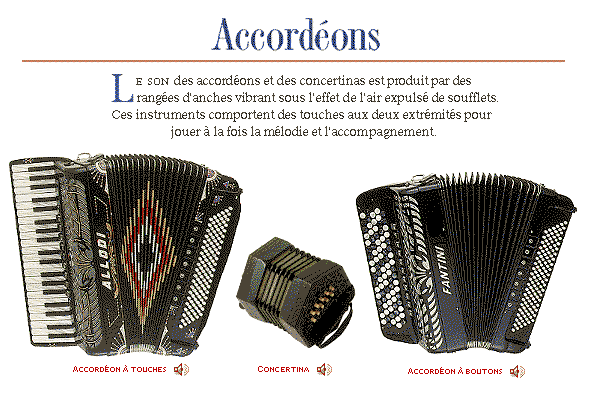 Accordéons
LE SON des accordéons et des concertinas est produit par des
rangées d'anches vibrant sous l'effet de l'air expulsé de soufflets.
Ces instruments comportent des touches aux deux extrémités pour
jouer à la fois la mélodie et l'accompagnement.
ALLODI
FANTINI
ACCORDÉON À TOUCHES
CONCERTINA
ACCORDÉON À BOUTONS